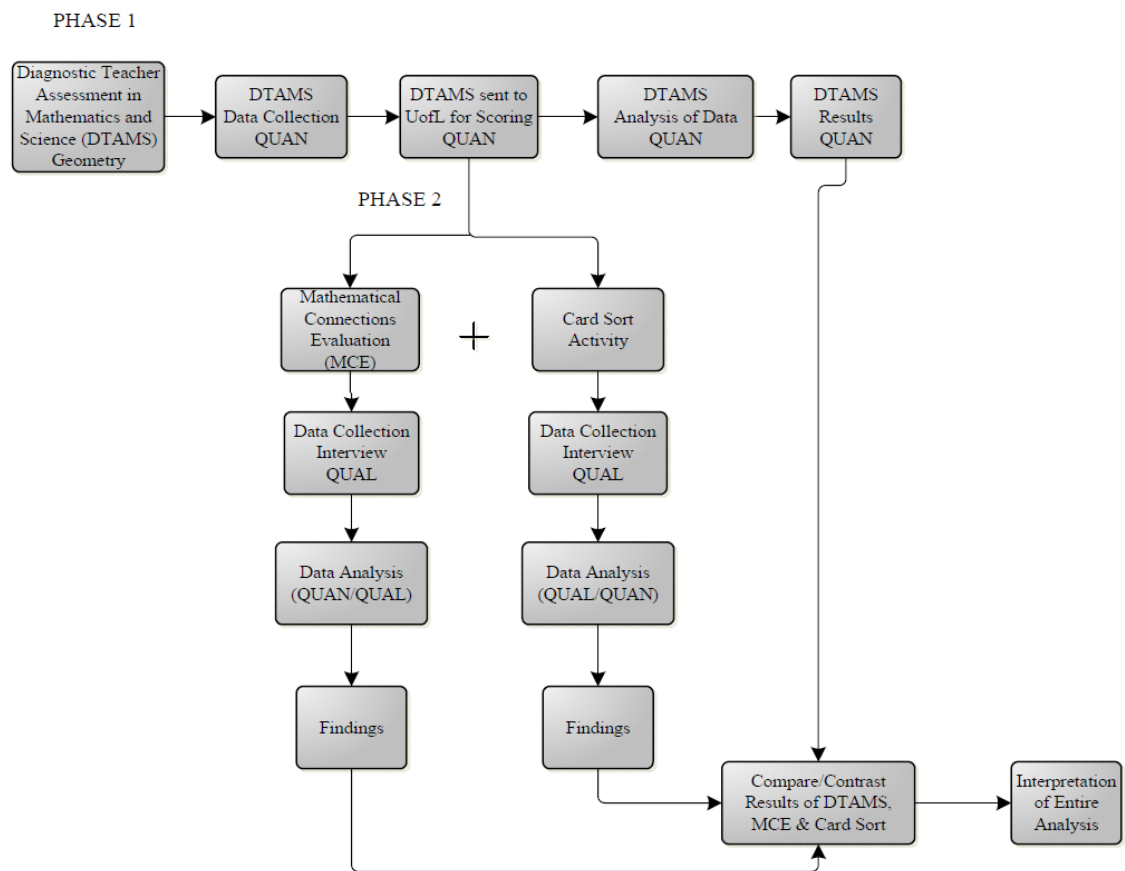 PHASE 1
Diagnostic Teacher
Assessment in
Mathematics and
Science (DTAMS)
Geometry
DTAMS
Data Collection
QUAN
DTAMS sent to
UofL for Scoring
QUAN
DTAMS
Analysis of Data
QUAN
DTAMS
Results
QUAN
PHASE 2
Mathematical
Connections
Evaluation
(MCE)
+
Card Sort
Activity
Data Collection
Interview
QUAL
Data Collection
Interview
QUAL
Data Analysis
(QUAN/QUAL)
Data Analysis
(QUAL/QUAN)
Findings
Findings
Compare/Contrast
Results of DTAMS,
MCE & Card Sort
Interpretation
of Entire
Analysis